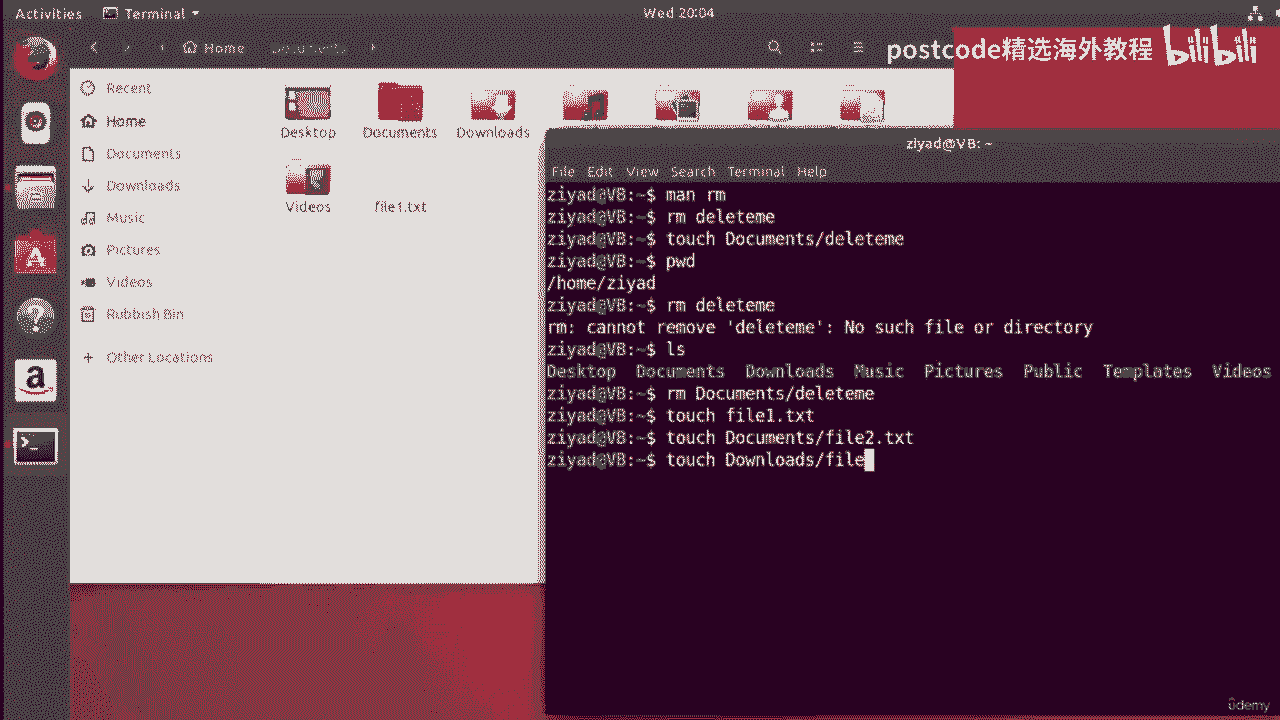 Activities Terminal Wed 20:04
Home Documents
postcode精选海外教程 bilibili
Recent
Home
Documents
Downloads
Music
Pictures
Videos
Rubbish Bin
Other Locations
Desktop Documents Downloads
Videos file1.txt
ziyad@VB: ~
File Edit View Search Terminal Help
ziyad@VB:~$ man rm
ziyad@VB:~$ rm deleteme
ziyad@VB:~$ touch Documents/deleteme
ziyad@VB:~$ pwd
/home/ziyad
ziyad@VB:~$ rm deleteme
rm: cannot remove 'deleteme': No such file or directory
ziyad@VB:~$ ls
Desktop Documents Downloads Music Pictures Public Templates Videos
ziyad@VB:~$ rm Documents/deleteme
ziyad@VB:~$ touch file1.txt
ziyad@VB:~$ touch Documents/file2.txt
ziyad@VB:~$ touch Downloads/file
ûdemy